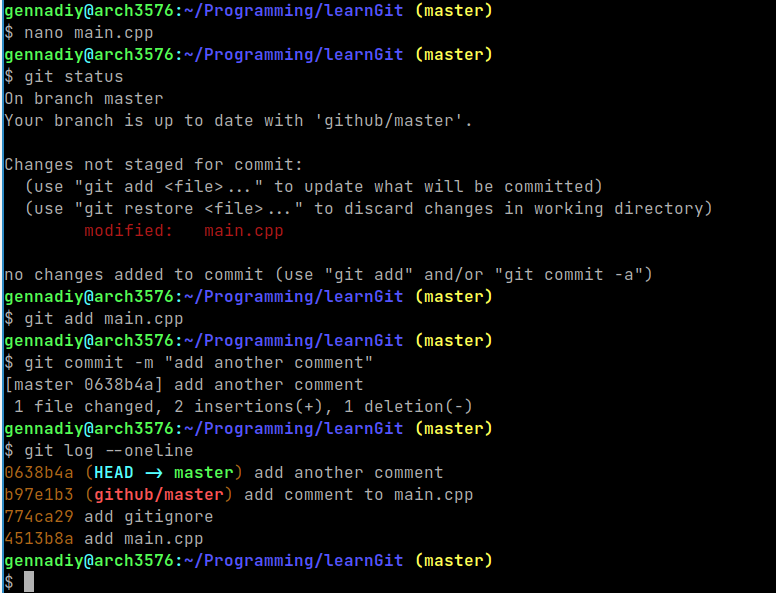 gennadiy@arch3576:~/Programming/learnGit (master)
$ nano main.cpp
gennadiy@arch3576:~/Programming/learnGit (master)
$ git status
On branch master
Your branch is up to date with 'github/master'.

Changes not staged for commit:
  (use "git add <file>..." to update what will be committed)
  (use "git restore <file>..." to discard changes in working directory)
        modified:   main.cpp

no changes added to commit (use "git add" and/or "git commit -a")
gennadiy@arch3576:~/Programming/learnGit (master)
$ git add main.cpp
gennadiy@arch3576:~/Programming/learnGit (master)
$ git commit -m "add another comment"
[master 0638b4a] add another comment
 1 file changed, 2 insertions(+), 1 deletion(-)
gennadiy@arch3576:~/Programming/learnGit (master)
$ git log --oneline
0638b4a (HEAD -> master) add another comment
b97e1b3 (github/master) add comment to main.cpp
774ca29 add gitignore
4513b8a add main.cpp
gennadiy@arch3576:~/Programming/learnGit (master)
$